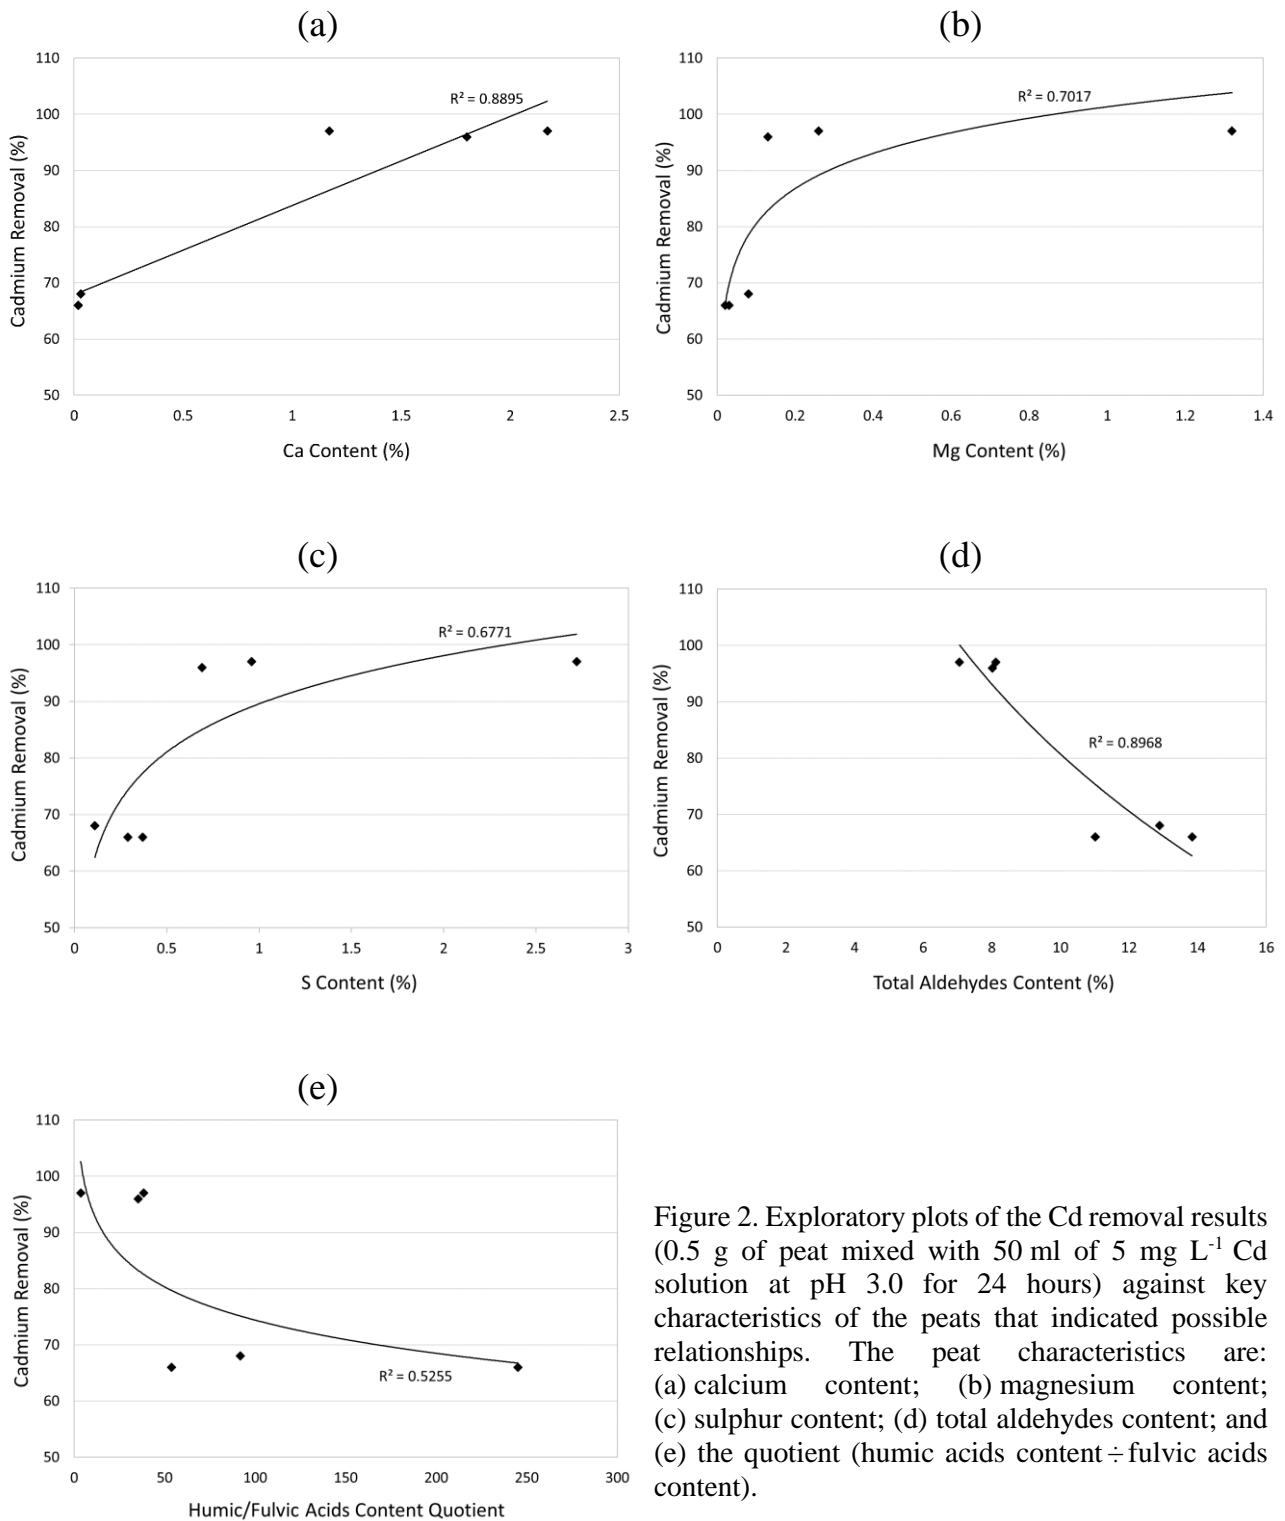 (a)
110
100
90
80
70
60
50
Cadmium Removal (%)
R² = 0.8895
0 0.5 1 1.5 2 2.5
Ca Content (%)
(b)
110
100
90
80
70
60
50
Cadmium Removal (%)
R² = 0.7017
0 0.2 0.4 0.6 0.8 1 1.2 1.4
Mg Content (%)
(c)
110
100
90
80
70
60
50
Cadmium Removal (%)
R² = 0.6771
0 0.5 1 1.5 2 2.5 3
S Content (%)
(d)
110
100
90
80
70
60
50
Cadmium Removal (%)
R² = 0.8968
0 2 4 6 8 10 12 14 16
Total Aldehydes Content (%)
(e)
110
100
90
80
70
60
50
Cadmium Removal (%)
R² = 0.5255
0 50 100 150 200 250 300
Humic/Fulvic Acids Content Quotient
Figure 2. Exploratory plots of the Cd removal results
(0.5 g of peat mixed with 50 ml of 5 mg L⁻¹ Cd
solution at pH 3.0 for 24 hours) against key
characteristics of the peats that indicated possible
relationships. The peat characteristics are:
(a) calcium content; (b) magnesium content;
(c) sulphur content; (d) total aldehydes content; and
(e) the quotient (humic acids content ÷ fulvic acids
content).